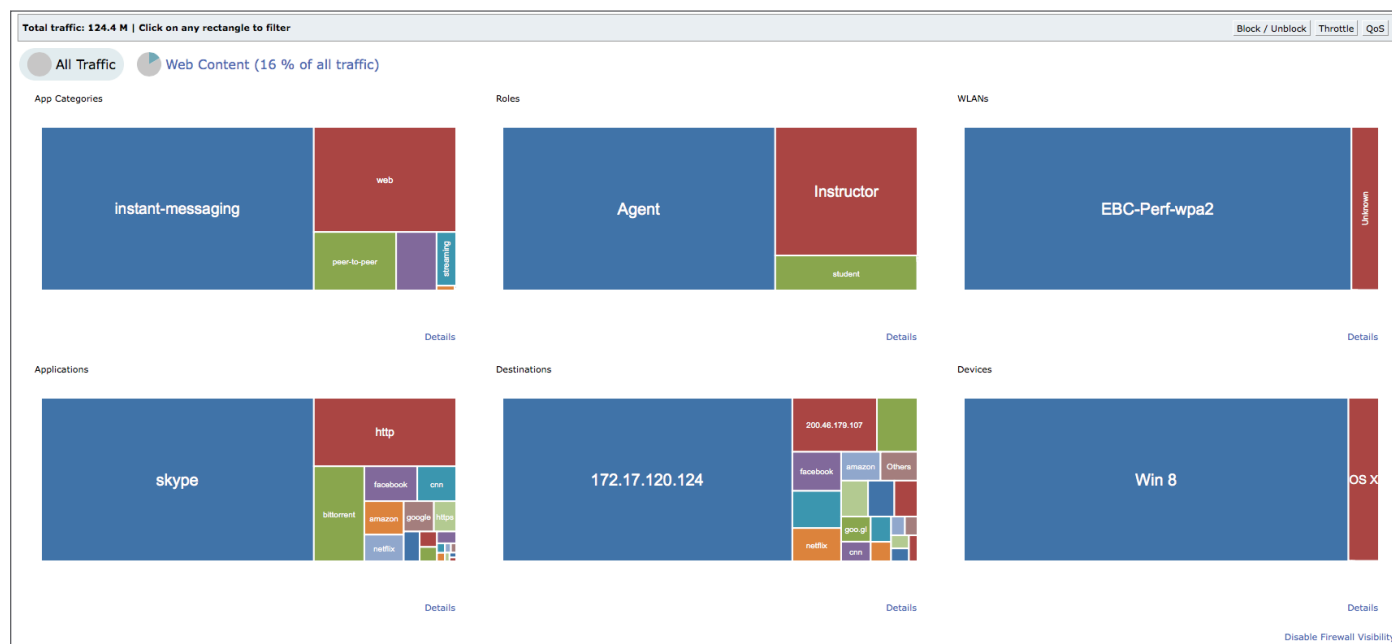 Total traffic: 124.4 M | Click on any rectangle to filter
Block / Unblock
Throttle
QoS
All Traffic
Web Content (16 % of all traffic)
App Categories
instant-messaging
web
peer-to-peer
streaming
Details
Roles
Agent
Instructor
student
Details
WLANs
EBC-Perf-wpa2
Unknown
Details
Applications
skype
http
bittorrent
facebook
cnn
amazon
google
https
netflix
Details
Destinations
172.17.120.124
200.46.179.107
facebook
amazon
Others
goo.gl
netflix
cnn
Details
Devices
Win 8
OS X
Details
Disable Firewall Visibility